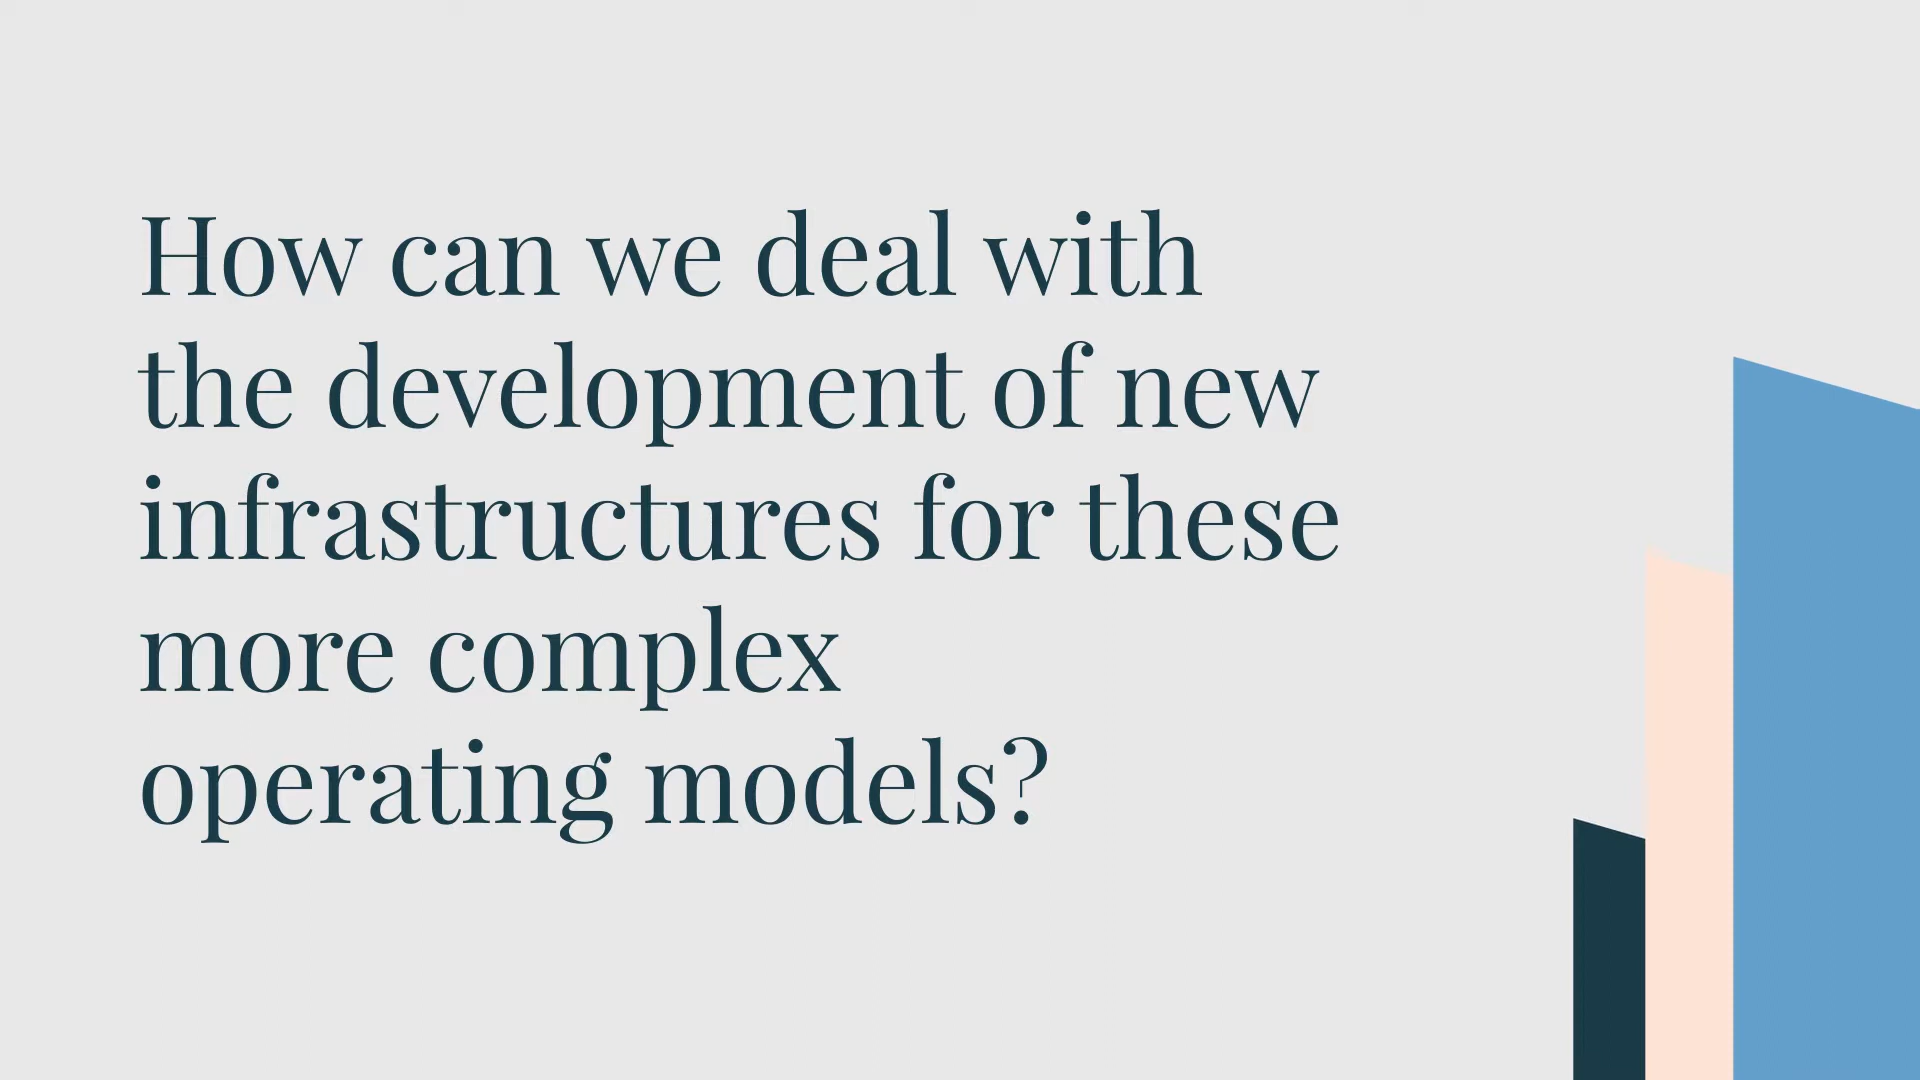 How can we deal with
the development of new
infrastructures for these
more complex
operating models?